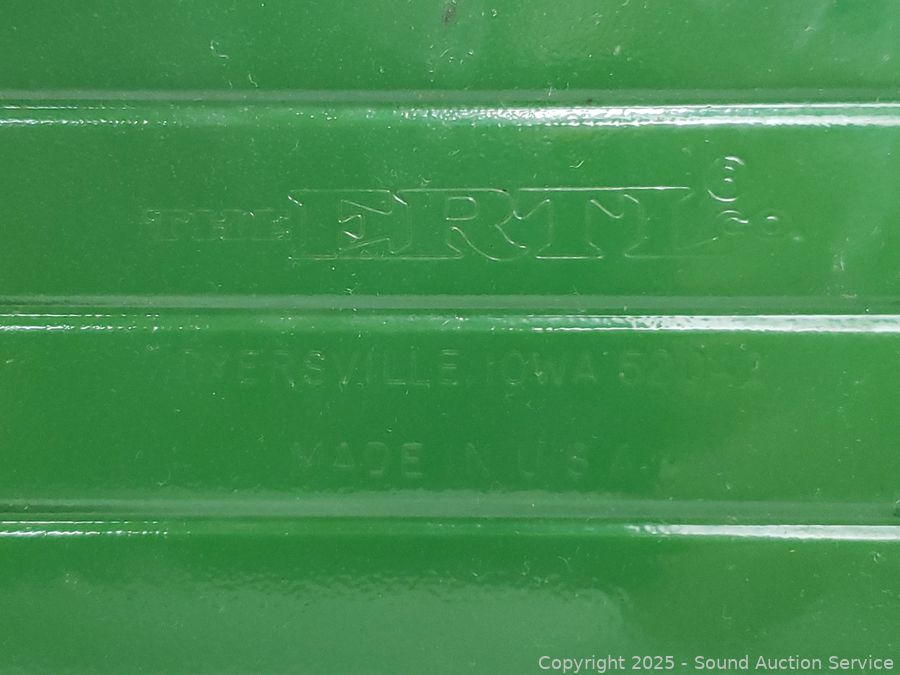 THE ERTL ® Co.
DYERSVILLE, IOWA
MADE IN U.S.A.
Copyright 2025 - Sound Auction Service